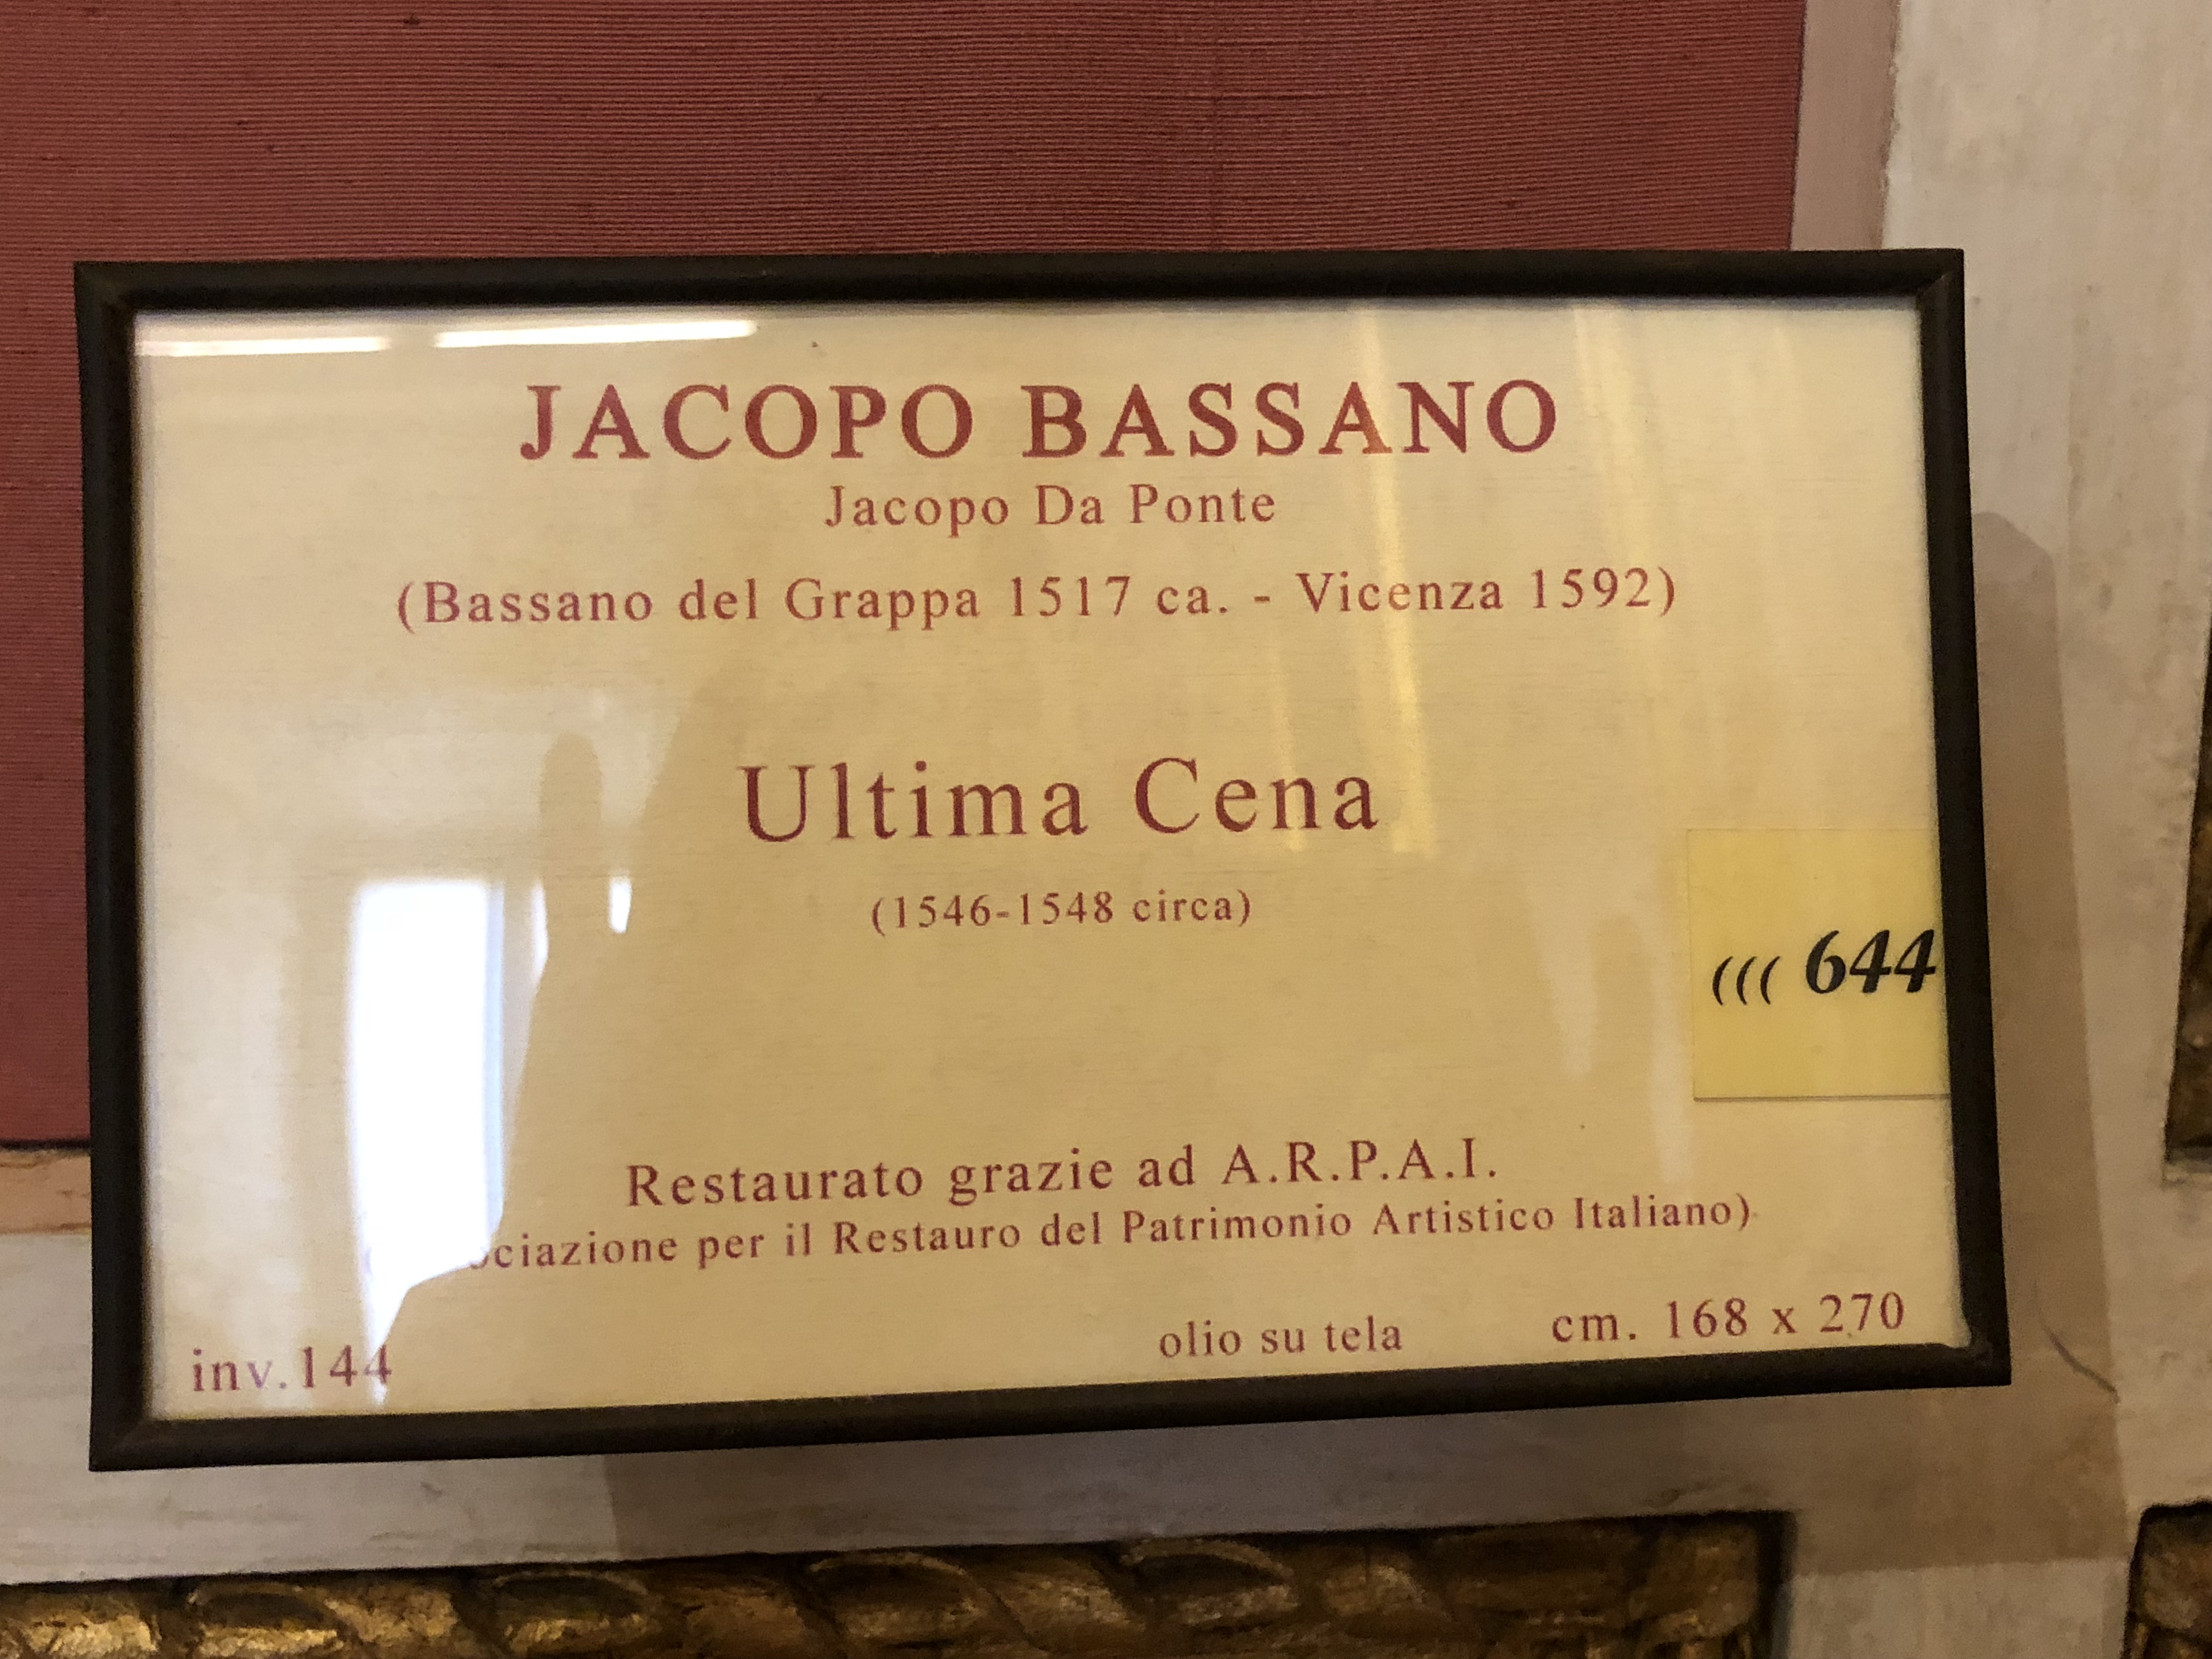 JACOPO BASSANO
Jacopo Da Ponte
(Bassano del Grappa 1517 ca. - Vicenza 1592)
Ultima Cena
(1546-1548 circa)
((( 644
Restaurato grazie ad A.R.P.A.I.
per il Restauro del Patrimonio Artistico Italiano)
inv.144
olio su tela
cm. 168 x 270